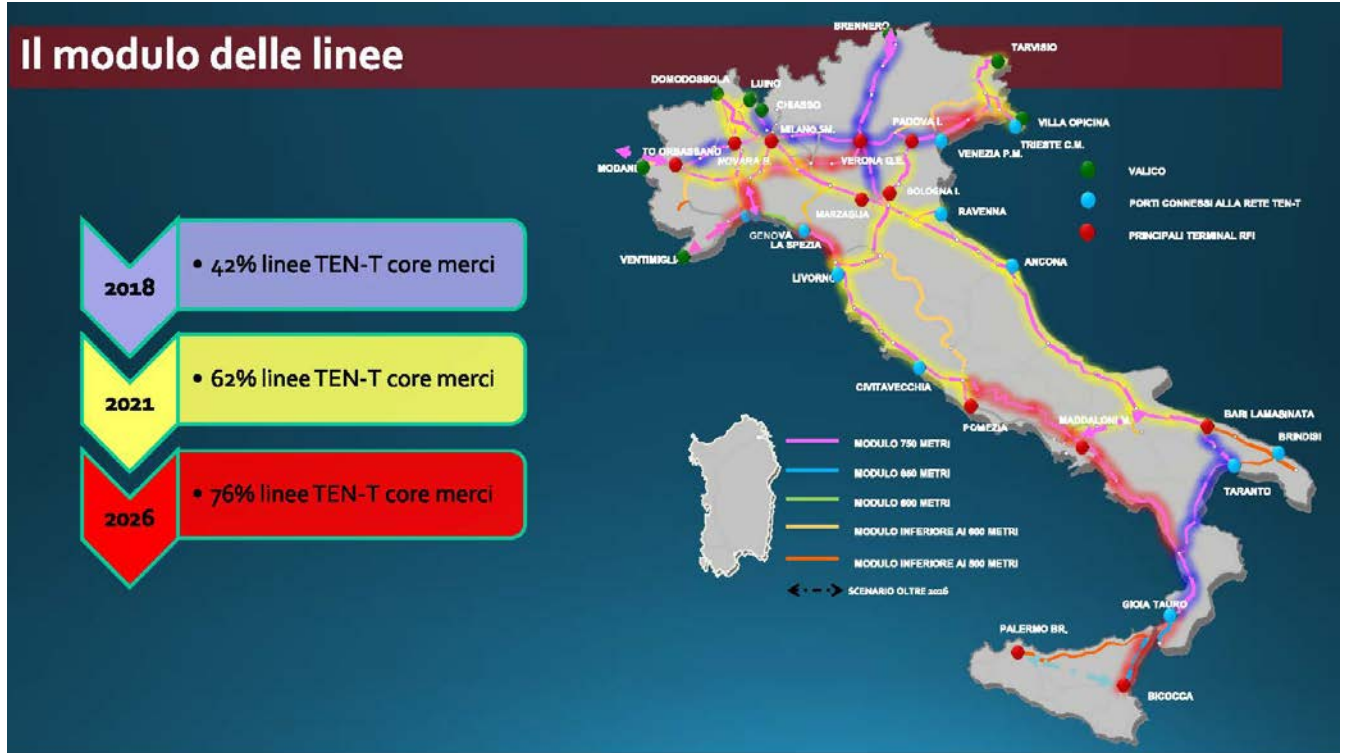 Il modulo delle linee
2018
• 42% linee TEN-T core merci
2021
• 62% linee TEN-T core merci
2026
• 76% linee TEN-T core merci
BRENNERO
TARVISIO
DOMODOSSOLA
LUINO
CHIASSO
MILANO SM.
PADOVA I.
VILLA OPICINA
TRIESTE C.M.
VENEZIA P.M.
TO ORBASSANO
NOVARA B.
VERONA Q.E.
MODANE
BOLOGNA I.
MARZAGLIA
RAVENNA
GENOVA
LA SPEZIA
VENTIMIGLI
LIVORNO
ANCONA
CIVITAVECCHIA
POMEZIA
MADDALONI M.
BARI LAMASINATA
BRINDISI
TARANTO
GIOIA TAURO
PALERMO BR.
BICOCCA
VALICO
PORTI CONNESSI ALLA RETE TEN-T
PRINCIPALI TERMINAL RFI
MODULO 750 METRI
MODULO 650 METRI
MODULO 600 METRI
MODULO INFERIORE AI 600 METRI
MODULO INFERIORE AI 500 METRI
SCENARIO OLTRE 2026